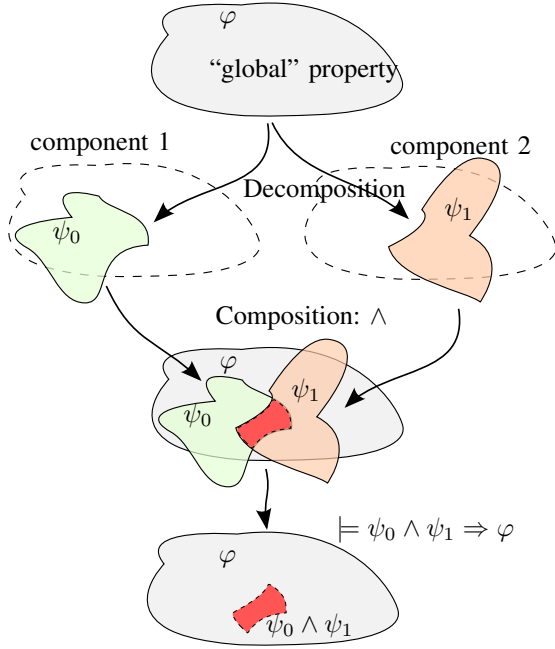 φ
“global” property
component 1
component 2
Decomposition
ψ₀
ψ₁
Composition: ∧
φ
ψ₀
ψ₁
⊨ ψ₀ ∧ ψ₁ ⇒ φ
φ
ψ₀ ∧ ψ₁